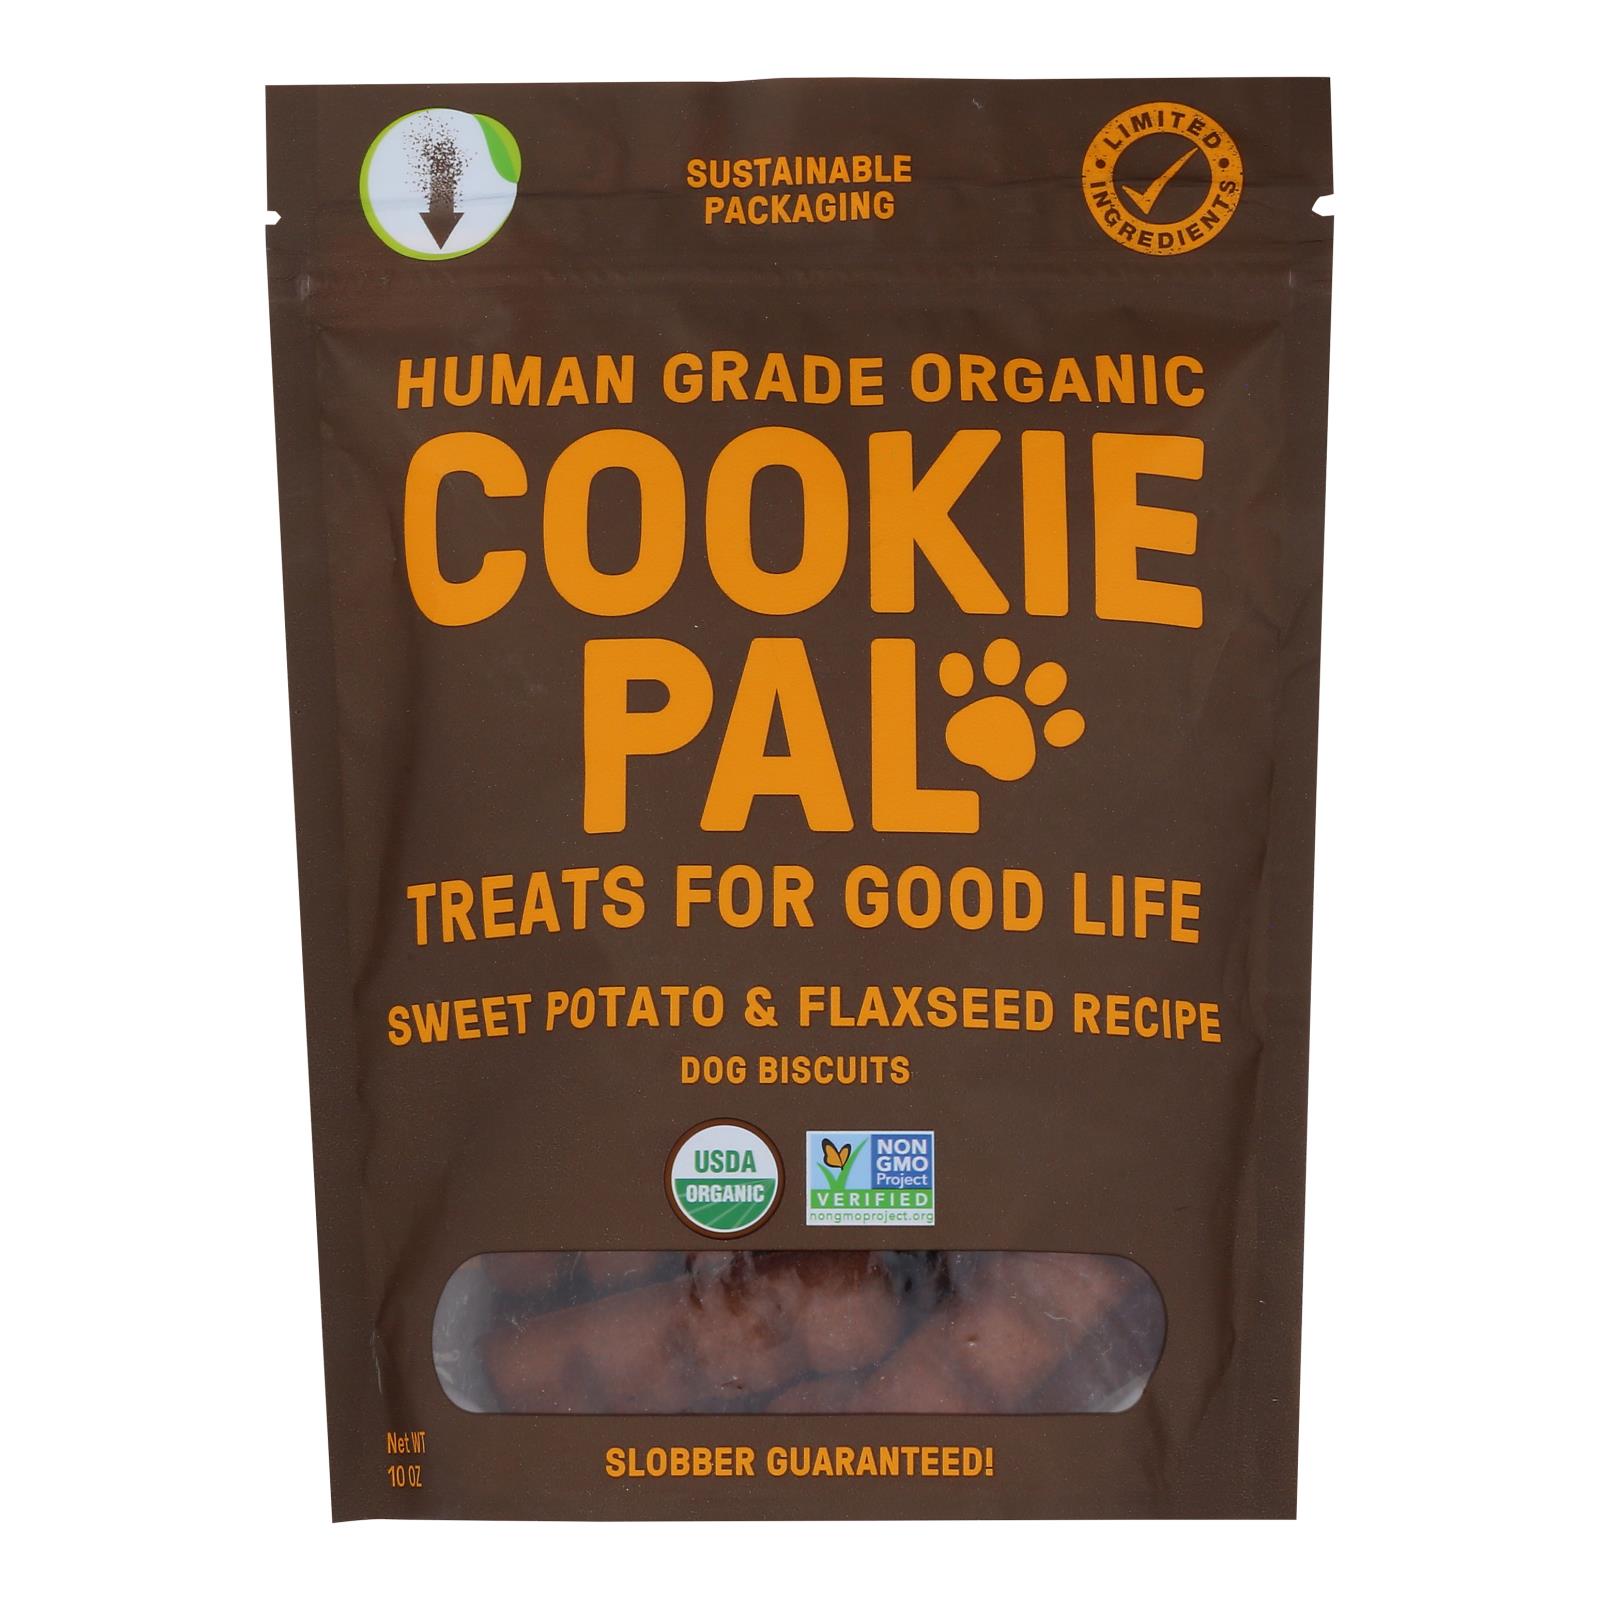 SUSTAINABLE
PACKAGING
LIMITED
INGREDIENTS
HUMAN GRADE ORGANIC
COOKIE
PAL
TREATS FOR GOOD LIFE
SWEET POTATO & FLAXSEED RECIPE
DOG BISCUITS
USDA
ORGANIC
NON
GMO
Project
VERIFIED
nongmoproject.org
Net WT
10 OZ
SLOBBER GUARANTEED!